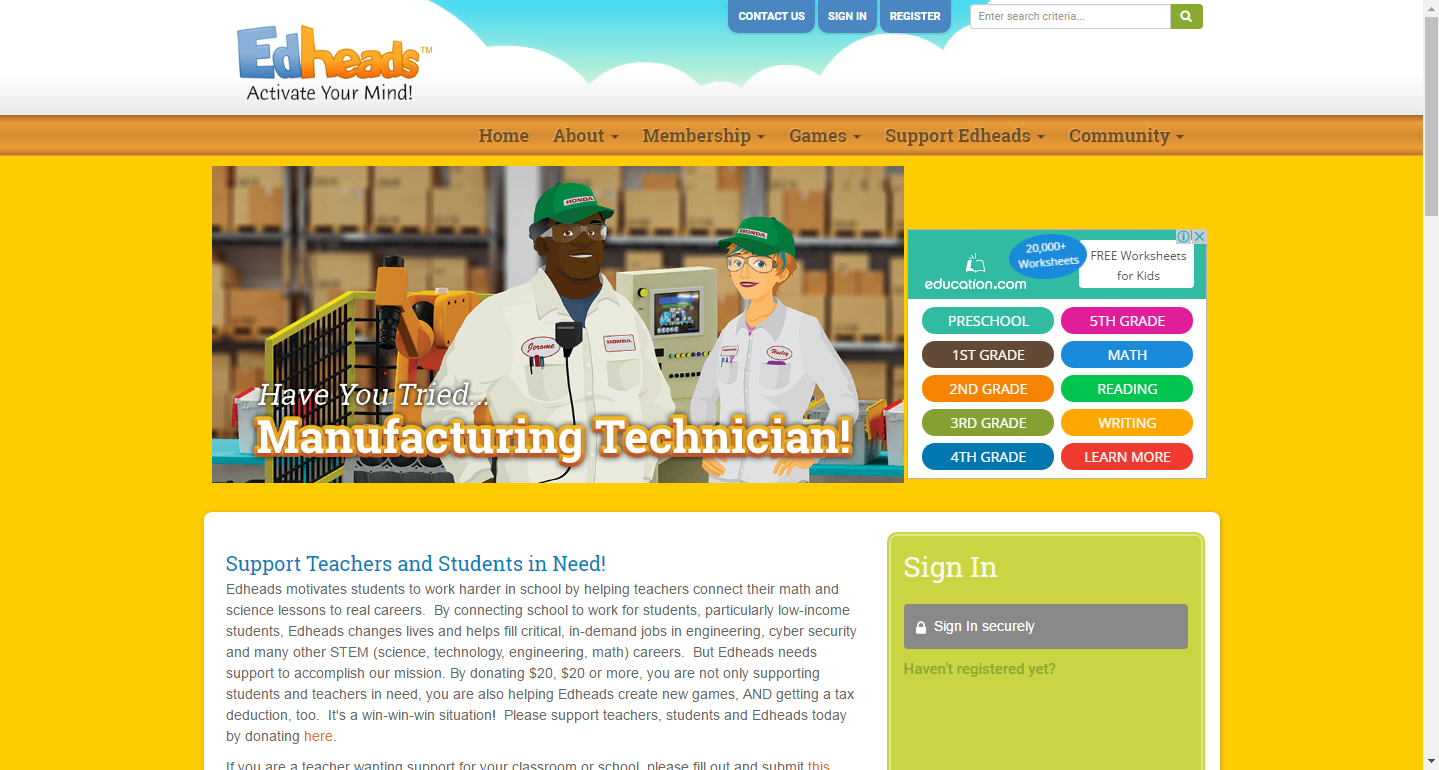 CONTACT US
SIGN IN
REGISTER
Enter search criteria...
Edheads™
Activate Your Mind!
Home
About
Membership
Games
Support Edheads
Community
HONDA
HONDA
Jerome
HONDA
HONDA
Hailey
Have You Tried...
Manufacturing Technician!
education.com
20,000+
Worksheets
FREE Worksheets
for Kids
PRESCHOOL
5TH GRADE
1ST GRADE
MATH
2ND GRADE
READING
3RD GRADE
WRITING
4TH GRADE
LEARN MORE
Support Teachers and Students in Need!
Edheads motivates students to work harder in school by helping teachers connect their math and
science lessons to real careers.  By connecting school to work for students, particularly low-income
students, Edheads changes lives and helps fill critical, in-demand jobs in engineering, cyber security
and many other STEM (science, technology, engineering, math) careers.  But Edheads needs
support to accomplish our mission. By donating $20, $20 or more, you are not only supporting
students and teachers in need, you are also helping Edheads create new games, AND getting a tax
deduction, too.  It's a win-win-win situation!  Please support teachers, students and Edheads today
by donating here.
If you are a teacher wanting support for your classroom or school, please fill out and submit this
Sign In
Sign In securely
Haven't registered yet?